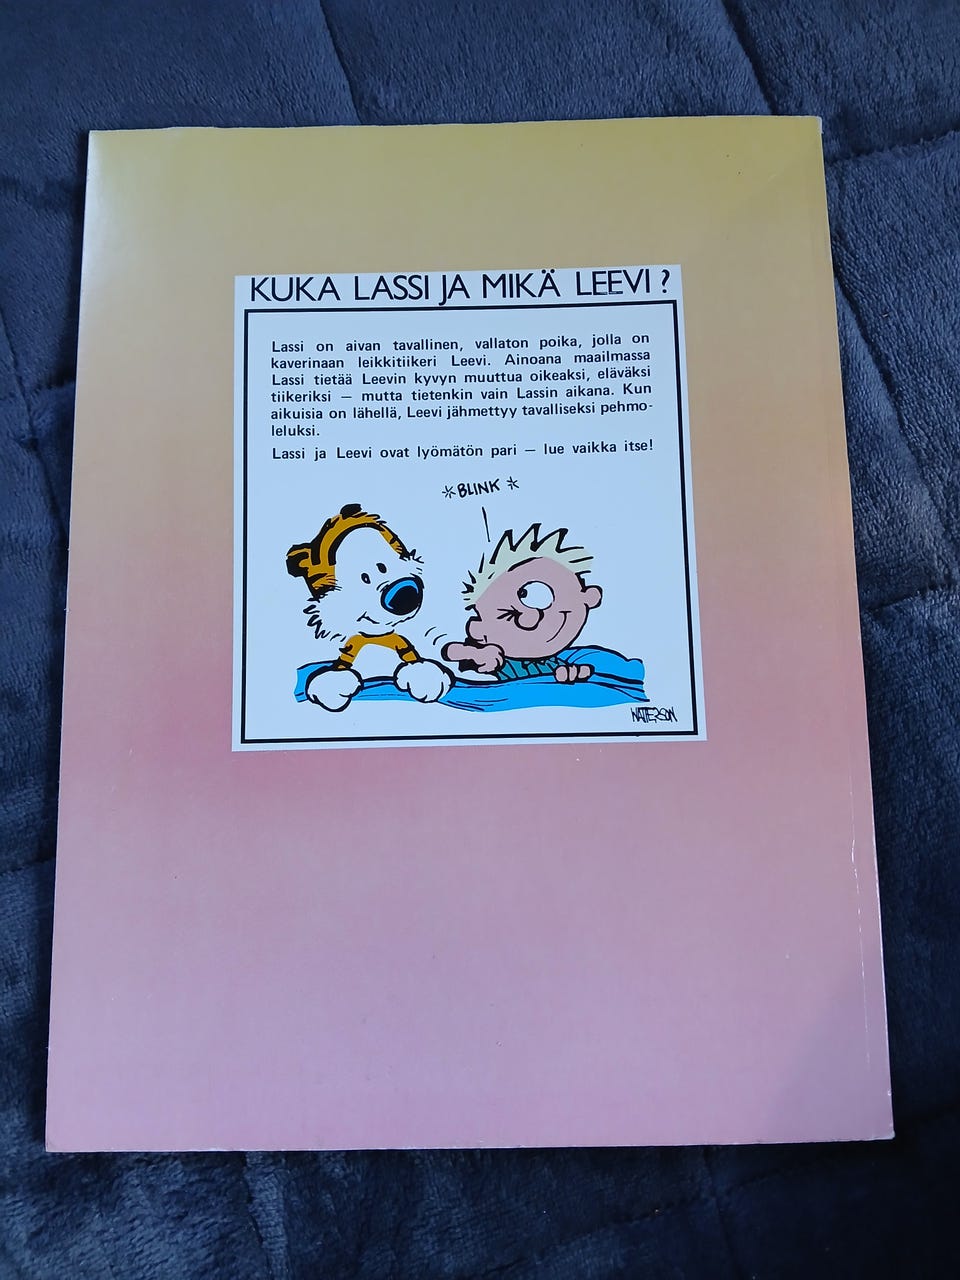 KUKA LASSI JA MIKÄ LEEVI ?
Lassi on aivan tavallinen, vallaton poika, jolla on
kaverinaan leikkitiikeri Leevi. Ainoana maailmassa
Lassi tietää Leevin kyvyn muuttua oikeaksi, eläväksi
tiikeriksi — mutta tietenkin vain Lassin aikana. Kun
aikuisia on lähellä, Leevi jähmettyy tavalliseksi pehmo-
leluksi.
Lassi ja Leevi ovat lyömätön pari — lue vaikka itse!
*BLINK*
WATTERSON